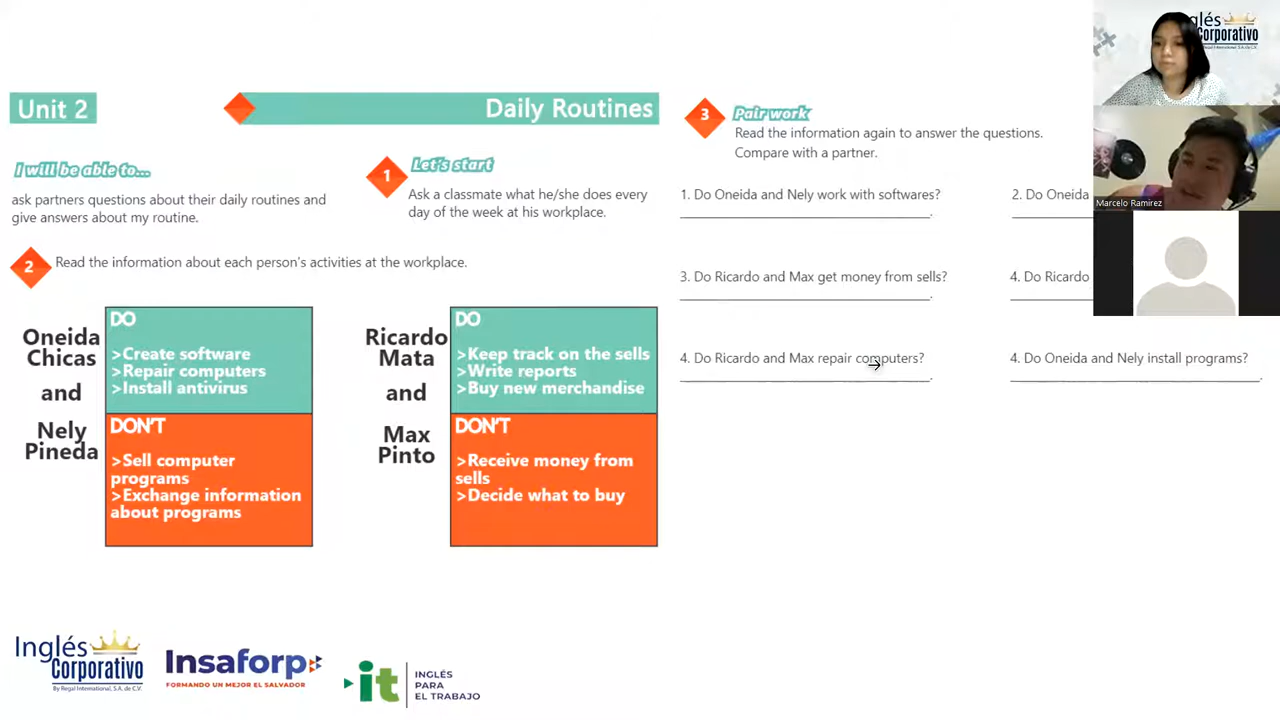 Unit 2
Daily Routines
I will be able to...
ask partners questions about their daily routines and
give answers about my routine.
1
Let's start
Ask a classmate what he/she does every
day of the week at his workplace.
2
Read the information about each person's activities at the workplace.
Oneida
Chicas
and
Nely
Pineda
DO
>Create software
>Repair computers
>Install antivirus
DON'T
>Sell computer
programs
>Exchange information
about programs
Ricardo
Mata
and
Max
Pinto
DO
>Keep track on the sells
>Write reports
>Buy new merchandise
DON'T
>Receive money from
sells
>Decide what to buy
3
Pair work
Read the information again to answer the questions.
Compare with a partner.
1. Do Oneida and Nely work with softwares?
2. Do Oneida
3. Do Ricardo and Max get money from sells?
4. Do Ricardo
4. Do Ricardo and Max repair computers?
4. Do Oneida and Nely install programs?
Inglés
Corporativo
By Regal International, S.A. de C.V.
Insaforp
FORMANDO UN MEJOR EL SALVADOR
it
INGLÉS
PARA
EL TRABAJO
glés
Corporativo
Marcelo Ramirez